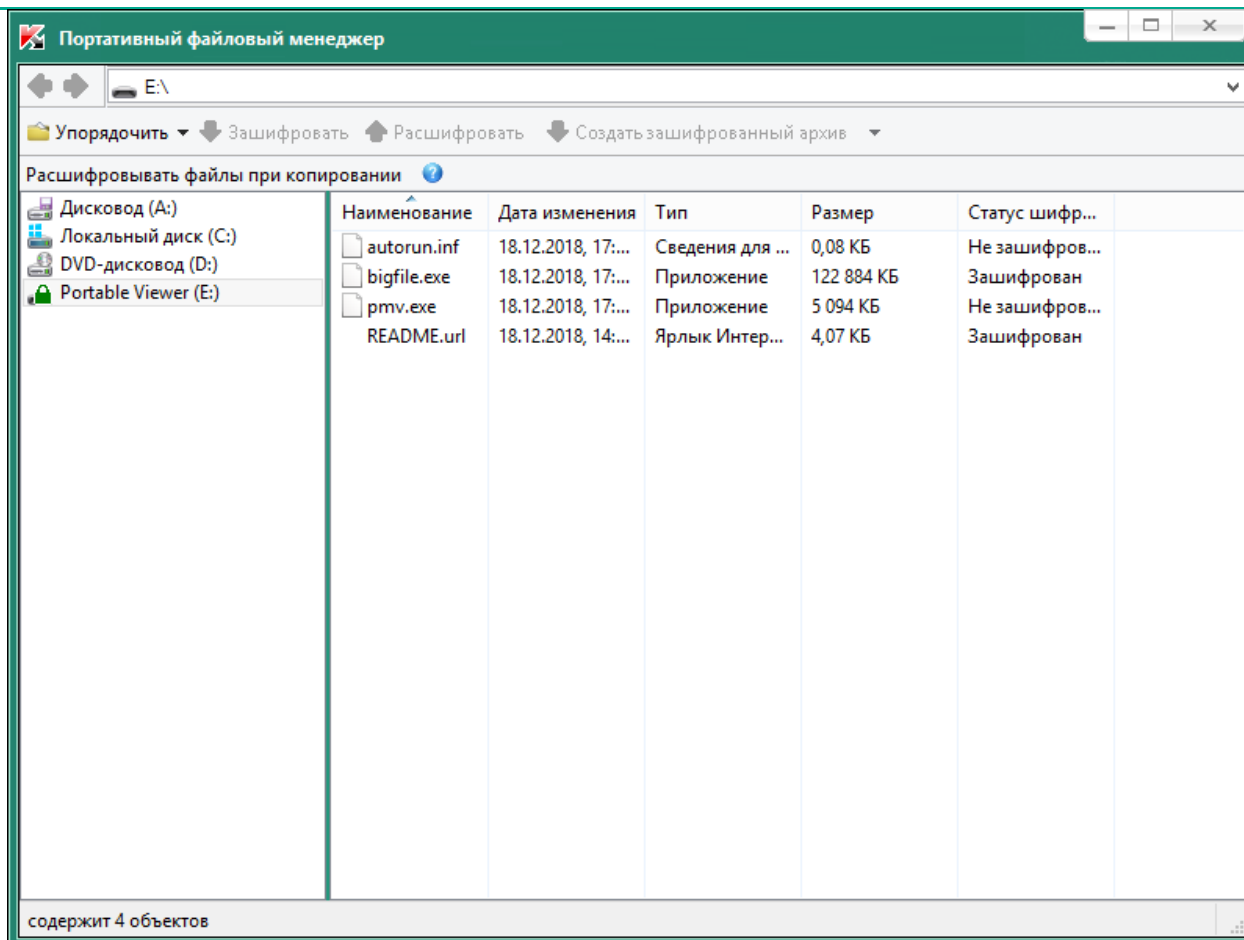 Портативный файловый менеджер
E:\
Упорядочить Зашифровать Расшифровать Создать зашифрованный архив
Расшифровывать файлы при копировании
Дисковод (A:)
Локальный диск (C:)
DVD-дисковод (D:)
Portable Viewer (E:)
Наименование Дата изменения Тип Размер Статус шифр...
autorun.inf 18.12.2018, 17:... Сведения для ... 0,08 КБ Не зашифров...
bigfile.exe 18.12.2018, 17:... Приложение 122 884 КБ Зашифрован
pmv.exe 18.12.2018, 17:... Приложение 5 094 КБ Не зашифров...
README.url 18.12.2018, 14:... Ярлык Интер... 4,07 КБ Зашифрован
содержит 4 объектов